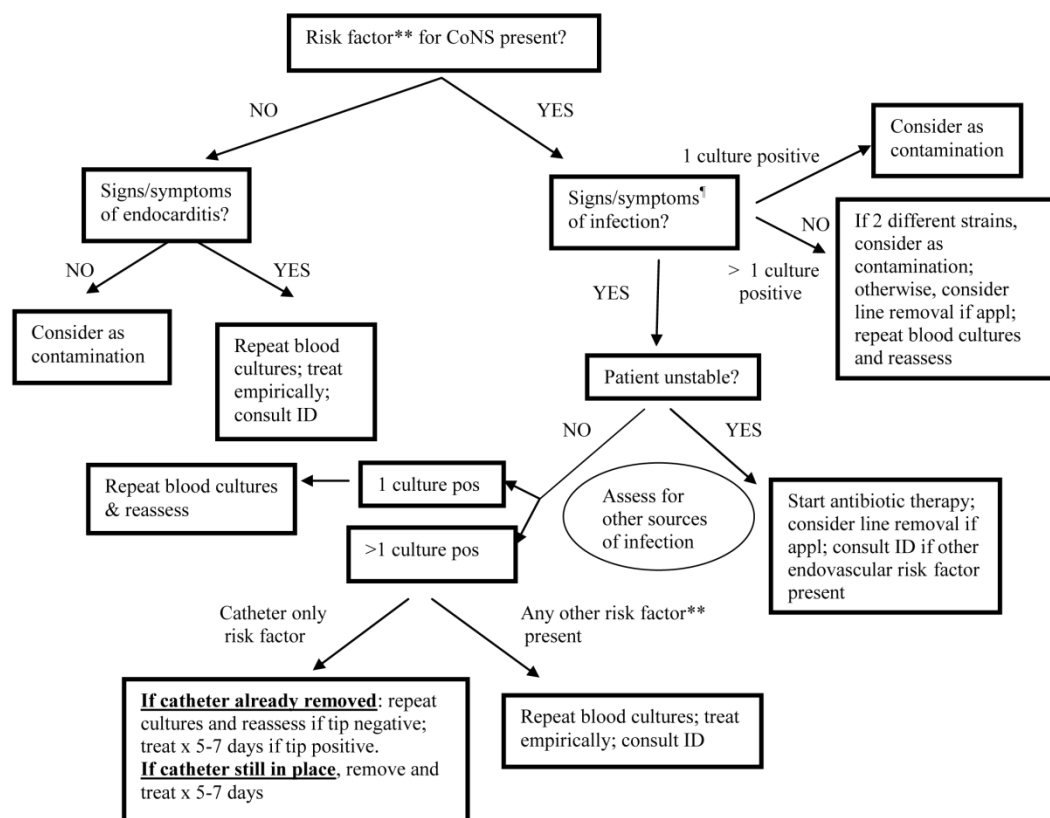 Risk factor** for CoNS present?
NO
YES
Signs/symptoms
of endocarditis?
NO
YES
Consider as
contamination
Repeat blood
cultures; treat
empirically;
consult ID
Signs/symptoms¶
of infection?
1 culture positive
Consider as
contamination
NO
> 1 culture
positive
If 2 different strains,
consider as
contamination;
otherwise, consider
line removal if appl;
repeat blood cultures
and reassess
YES
Patient unstable?
NO
YES
1 culture pos
Repeat blood cultures
& reassess
>1 culture pos
Assess for
other sources
of infection
Start antibiotic therapy;
consider line removal if
appl; consult ID if other
endovascular risk factor
present
Catheter only
risk factor
Any other risk factor**
present
If catheter already removed: repeat
cultures and reassess if tip negative;
treat x 5-7 days if tip positive.
If catheter still in place, remove and
treat x 5-7 days
Repeat blood cultures; treat
empirically; consult ID